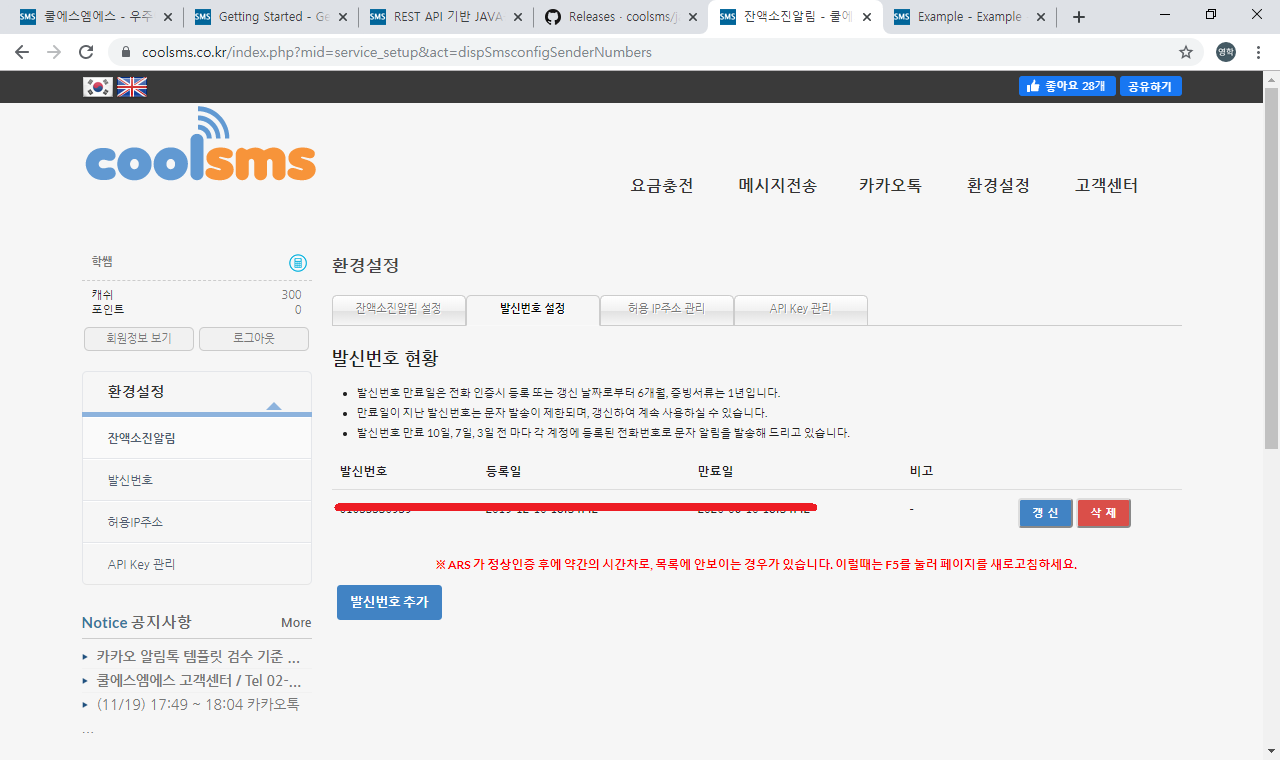 쿨에스엠에스 - 우주
Getting Started - Ge
REST API 기반 JAVA
Releases · coolsms/j
잔액소진알림 - 쿨에
Example - Example
coolsms.co.kr/index.php?mid=service_setup&act=dispSmsconfigSenderNumbers
영학
좋아요 28개
공유하기
coolsms
요금충전
메시지전송
카카오톡
환경설정
고객센터
학쌤
캐쉬 300
포인트 0
회원정보 보기
로그아웃
환경설정
잔액소진알림
발신번호
허용IP주소
API Key 관리
Notice 공지사항 More
카카오 알림톡 템플릿 검수 기준 ...
쿨에스엠에스 고객센터 / Tel 02-...
(11/19) 17:49 ~ 18:04 카카오톡
...
환경설정
잔액소진알림 설정
발신번호 설정
허용 IP주소 관리
API Key 관리
발신번호 현황
발신번호 만료일은 전화 인증시 등록 또는 갱신 날짜로부터 6개월, 증빙서류는 1년입니다.
만료일이 지난 발신번호는 문자 발송이 제한되며, 갱신하여 계속 사용하실 수 있습니다.
발신번호 만료 10일, 7일, 3일 전 마다 각 계정에 등록된 전화번호로 문자 알림을 발송해 드리고 있습니다.
발신번호 등록일 만료일 비고
- 갱 신 삭 제
※ ARS 가 정상인증 후에 약간의 시간차로, 목록에 안보이는 경우가 있습니다. 이럴때는 F5를 눌러 페이지를 새로고침하세요.
발신번호 추가